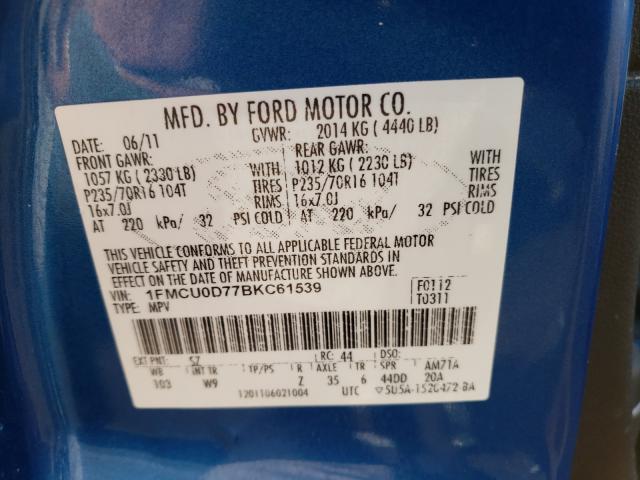 MFD. BY FORD MOTOR CO.
DATE: 06/11 GVWR: 2014 KG ( 4440 LB)
FRONT GAWR: REAR GAWR:
1057 KG ( 2330 LB) WITH 1012 KG ( 2230 LB) WITH
P235/70R16 104T TIRES P235/70R16 104T TIRES
16x7.0J RIMS 16x7.0J RIMS
AT 220 kPa/ 32 PSI COLD AT 220 kPa/ 32 PSI COLD
THIS VEHICLE CONFORMS TO ALL APPLICABLE FEDERAL MOTOR
VEHICLE SAFETY AND THEFT PREVENTION STANDARDS IN
EFFECT ON THE DATE OF MANUFACTURE SHOWN ABOVE.
VIN: 1FMCU0D77BKC61539 F0112
TYPE: MPV T0311
EXT PNT: SZ RC: 44 DSO:
WB INT TR TP/PS R AXLE TR SPR AM71A
103 W9 Z 35 6 44DD 20A
1201106021004 UTC